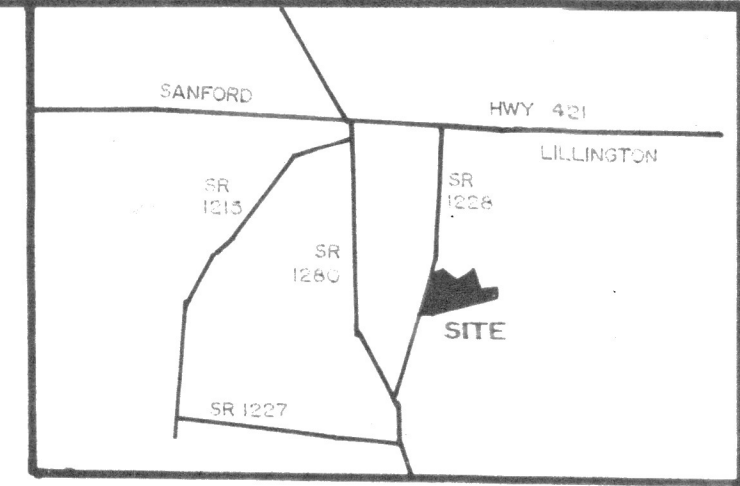 SANFORD
HWY 421
LILLINGTON
SR
1215
SR
1228
SR
1280
SITE
SR 1227